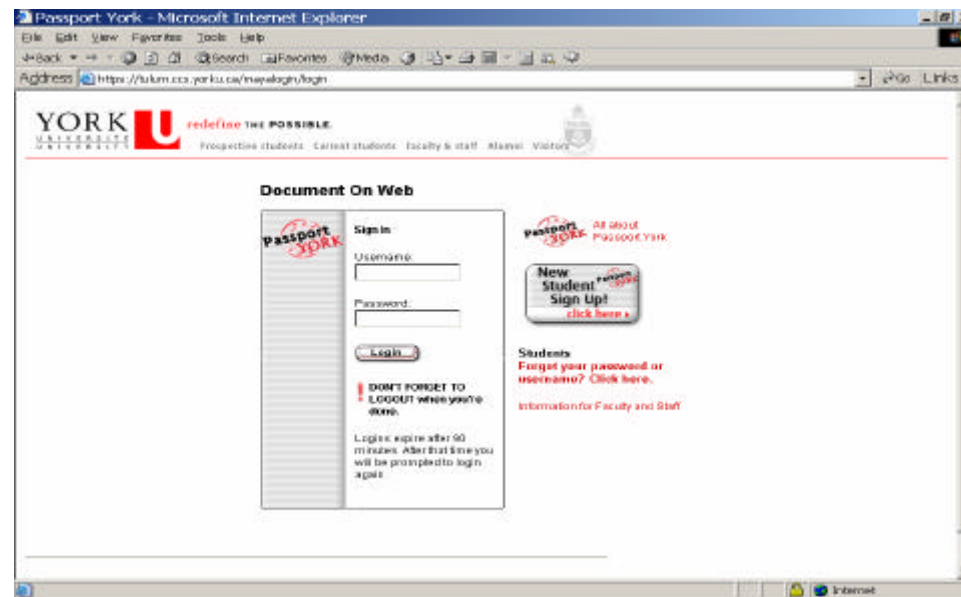 Passport York - Microsoft Internet Explorer
File Edit View Favorites Tools Help
Back Search Favorites Media
Address https://tulum.ccs.yorku.ca/mayalogin/login Go Links
YORK U redefine THE POSSIBLE.
UNIVERSITÉ
UNIVERSITY
Prospective students Current students Faculty & staff Alumni Visitors
Document On Web
Passport YORK
Sign in
Username:
Password:
Login
! DON'T FORGET TO
LOGOUT when you're
done.
Logins expire after 90
minutes. After that time you
will be prompted to login
again
Passport YORK
All about
Passport York
New
Student
Sign Up!
click here
Passport YORK
Students
Forget your password or
username? Click here.
Information for Faculty and Staff
Internet